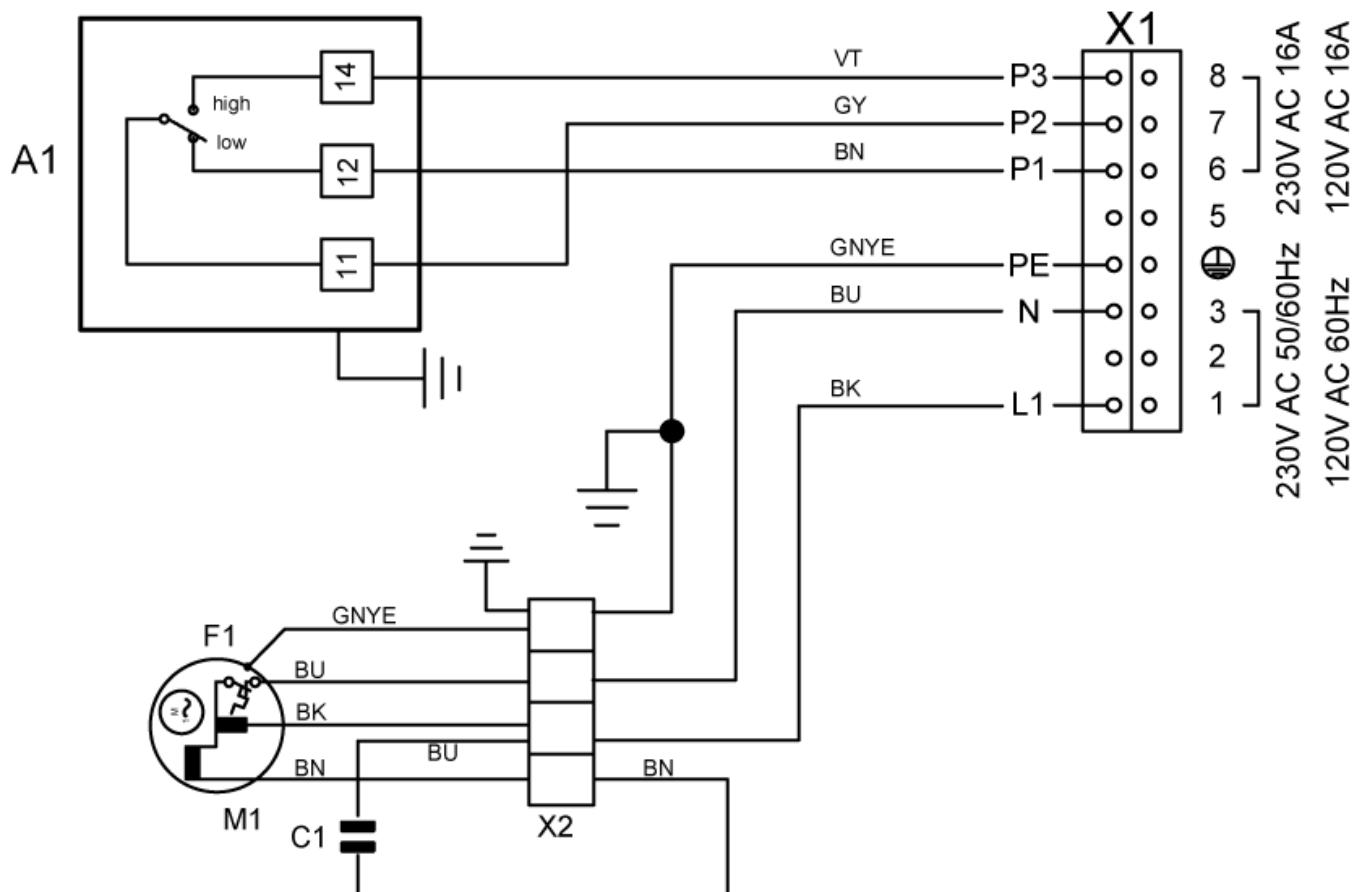 X1
230V AC 16A
120V AC 16A
VT
P3
8
14
high
GY
P2
7
low
A1
BN
P1
6
12
5
GNYE
PE
11
BU
N
3
2
BK
L1
1
230V AC 50/60Hz
120V AC 60Hz
GNYE
F1
BU
M
BK
BU
BN
BN
M1
C1
X2